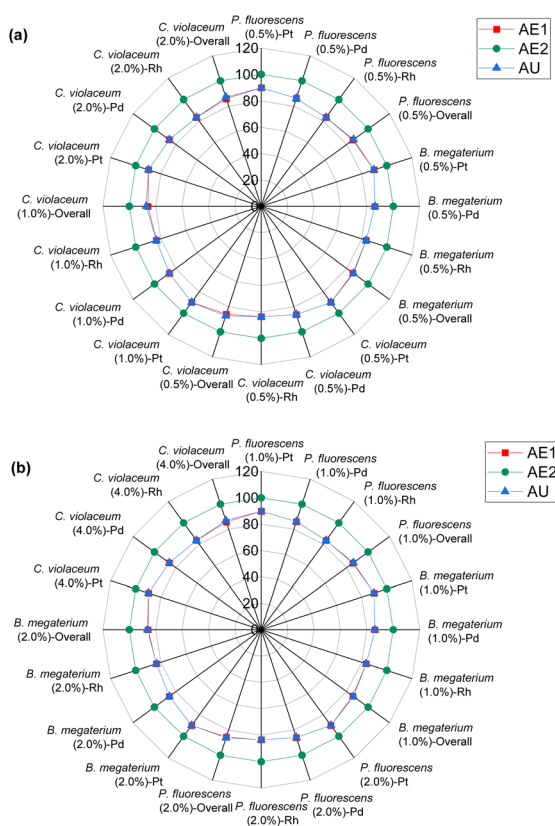 (a)
AE1
AE2
AU
120
100
80
60
40
20
0
P. fluorescens
(0.5%)-Pt
P. fluorescens
(0.5%)-Pd
P. fluorescens
(0.5%)-Rh
P. fluorescens
(0.5%)-Overall
B. megaterium
(0.5%)-Pt
B. megaterium
(0.5%)-Pd
B. megaterium
(0.5%)-Rh
B. megaterium
(0.5%)-Overall
C. violaceum
(0.5%)-Pt
C. violaceum
(0.5%)-Pd
C. violaceum
(0.5%)-Rh
C. violaceum
(0.5%)-Overall
C. violaceum
(1.0%)-Pt
C. violaceum
(1.0%)-Pd
C. violaceum
(1.0%)-Rh
C. violaceum
(1.0%)-Overall
C. violaceum
(2.0%)-Pt
C. violaceum
(2.0%)-Pd
C. violaceum
(2.0%)-Rh
C. violaceum
(2.0%)-Overall
(b)
AE1
AE2
AU
120
100
80
60
40
20
0
P. fluorescens
(1.0%)-Pt
P. fluorescens
(1.0%)-Pd
P. fluorescens
(1.0%)-Rh
P. fluorescens
(1.0%)-Overall
B. megaterium
(1.0%)-Pt
B. megaterium
(1.0%)-Pd
B. megaterium
(1.0%)-Rh
B. megaterium
(1.0%)-Overall
P. fluorescens
(2.0%)-Pt
P. fluorescens
(2.0%)-Pd
P. fluorescens
(2.0%)-Rh
P. fluorescens
(2.0%)-Overall
B. megaterium
(2.0%)-Pt
B. megaterium
(2.0%)-Pd
B. megaterium
(2.0%)-Rh
B. megaterium
(2.0%)-Overall
C. violaceum
(4.0%)-Pt
C. violaceum
(4.0%)-Pd
C. violaceum
(4.0%)-Rh
C. violaceum
(4.0%)-Overall